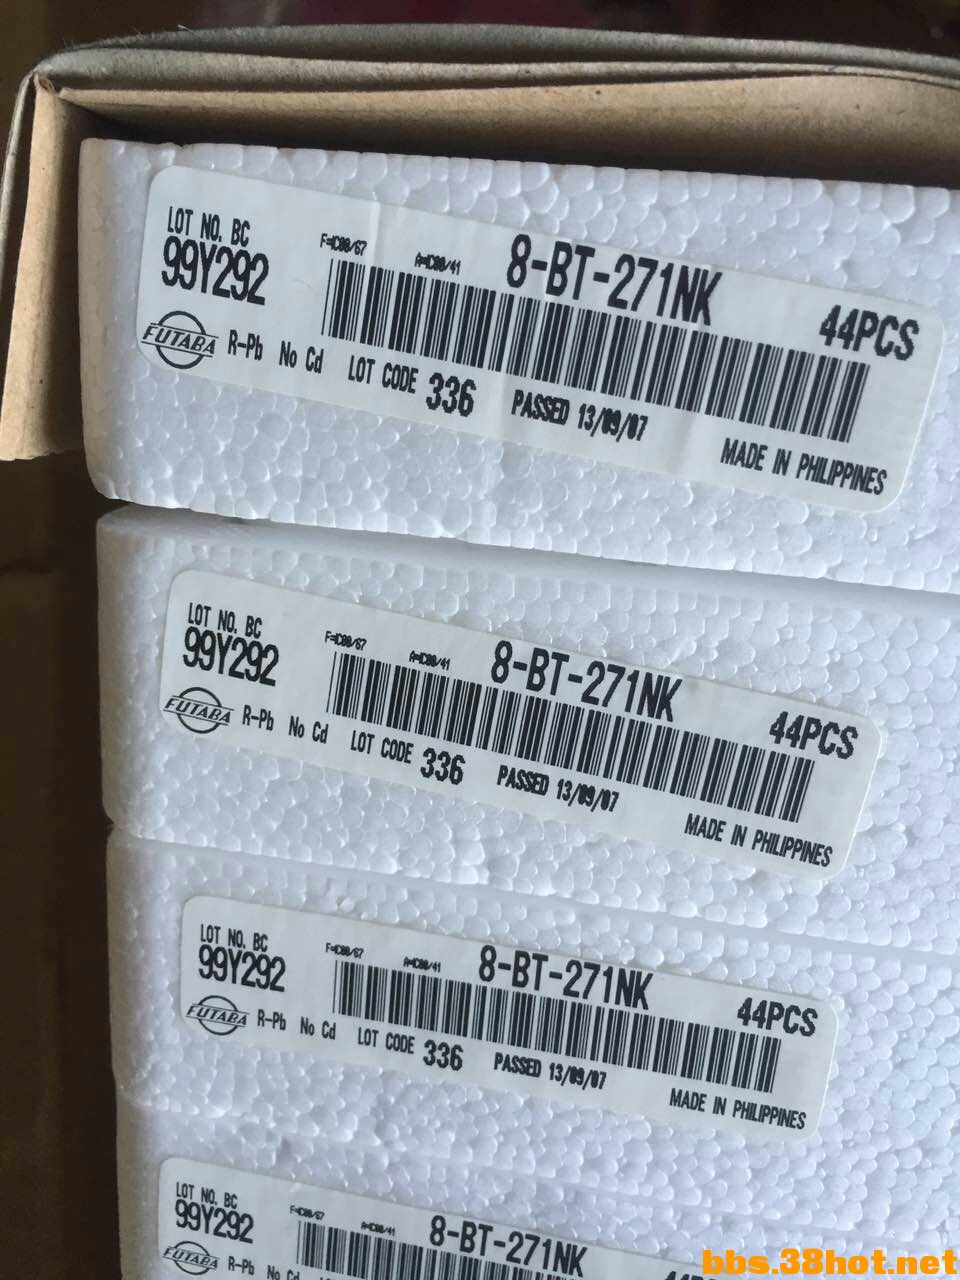 LOT NO. BC
99Y292
F=IC00/67
A=IC00/41
8-BT-271NK
44PCS
FUTABA R-Pb No Cd LOT CODE 336 PASSED 13/09/07
MADE IN PHILIPPINES
LOT NO. BC
99Y292
8-BT-271NK
44PCS
FUTABA R-Pb No Cd LOT CODE 336 PASSED 13/09/07
MADE IN PHILIPPINES
LOT NO. BC
99Y292
8-BT-271NK
44PCS
FUTABA R-Pb No Cd LOT CODE 336 PASSED 13/09/07
MADE IN PHILIPPINES
LOT NO. BC
99Y292
8-BT-271NK
FUTABA R-Pb No Cd
bbs.38hot.net